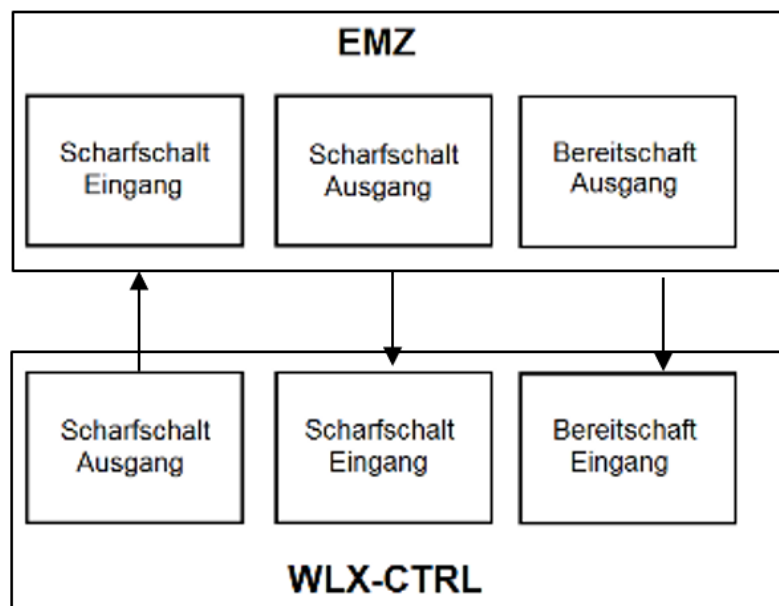 EMZ
Scharfschalt
Eingang
Scharfschalt
Ausgang
Bereitschaft
Ausgang
Scharfschalt
Ausgang
Scharfschalt
Eingang
Bereitschaft
Eingang
WLX-CTRL